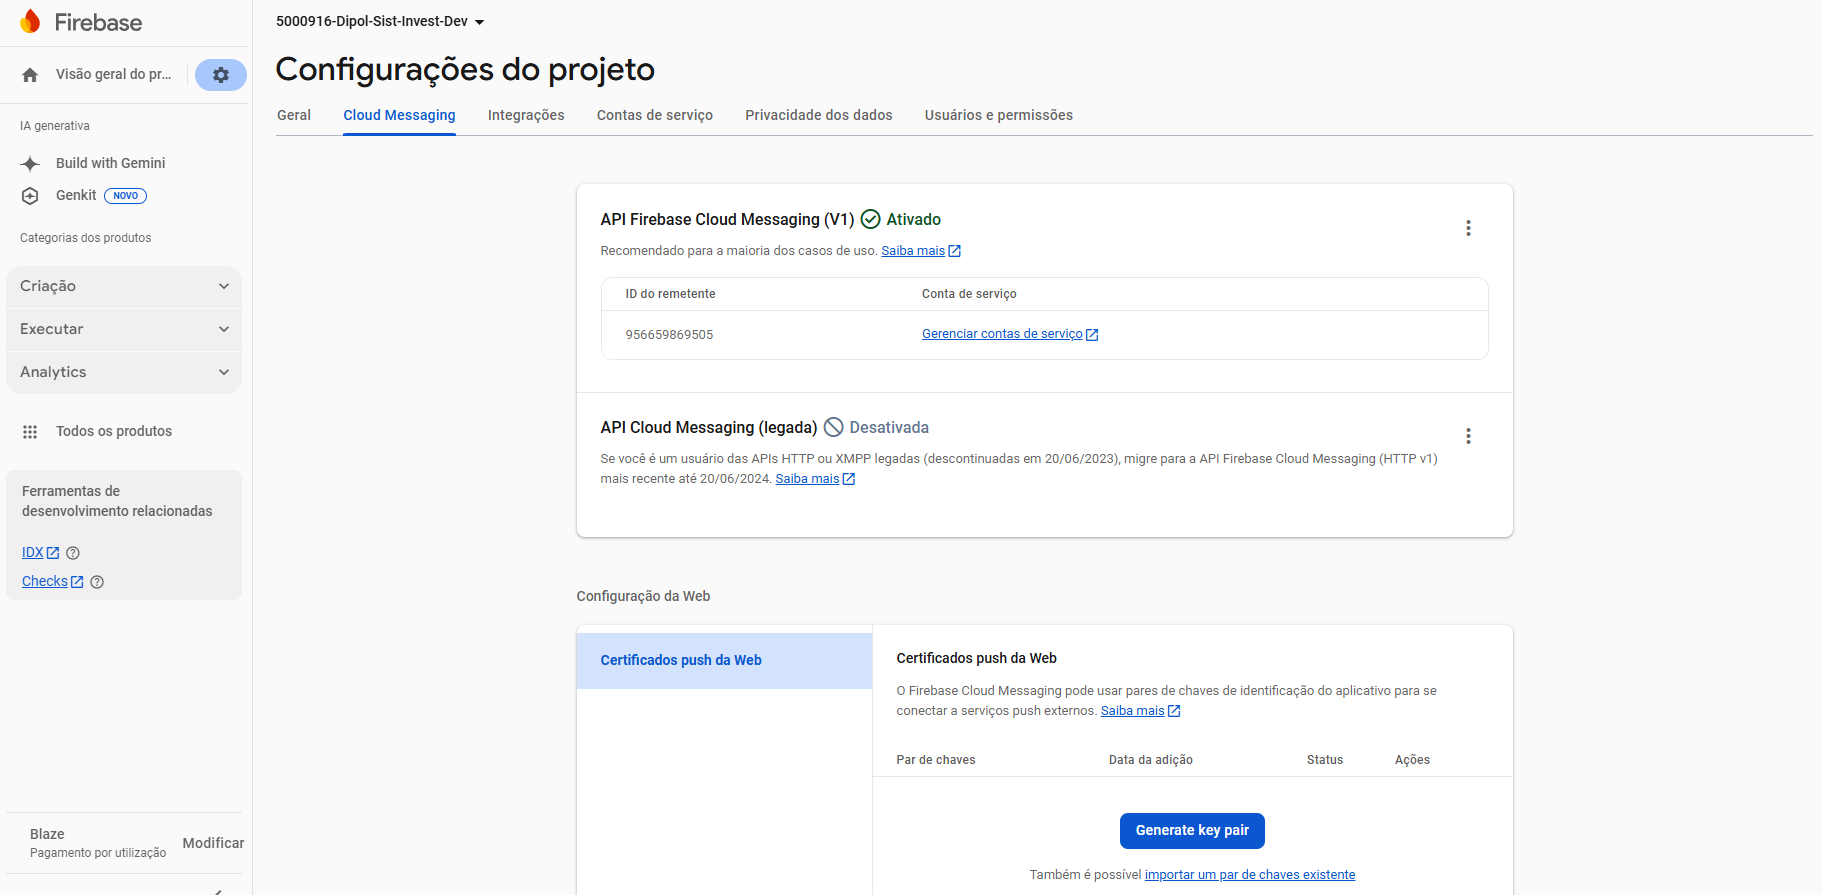 Firebase
5000916-Dipol-Sist-Invest-Dev
Visão geral do pr...
Configurações do projeto
Geral
Cloud Messaging
Integrações
Contas de serviço
Privacidade dos dados
Usuários e permissões
IA generativa
Build with Gemini
Genkit NOVO
Categorias dos produtos
Criação
Executar
Analytics
Todos os produtos
Ferramentas de
desenvolvimento relacionadas
IDX
Checks
Blaze
Pagamento por utilização
Modificar
API Firebase Cloud Messaging (V1) Ativado
Recomendado para a maioria dos casos de uso. Saiba mais
ID do remetente
Conta de serviço
956659869505
Gerenciar contas de serviço
API Cloud Messaging (legada) Desativada
Se você é um usuário das APIs HTTP ou XMPP legadas (descontinuadas em 20/06/2023), migre para a API Firebase Cloud Messaging (HTTP v1)
mais recente até 20/06/2024. Saiba mais
Configuração da Web
Certificados push da Web
Certificados push da Web
O Firebase Cloud Messaging pode usar pares de chaves de identificação do aplicativo para se
conectar a serviços push externos. Saiba mais
Par de chaves
Data da adição
Status
Ações
Generate key pair
Também é possível importar um par de chaves existente